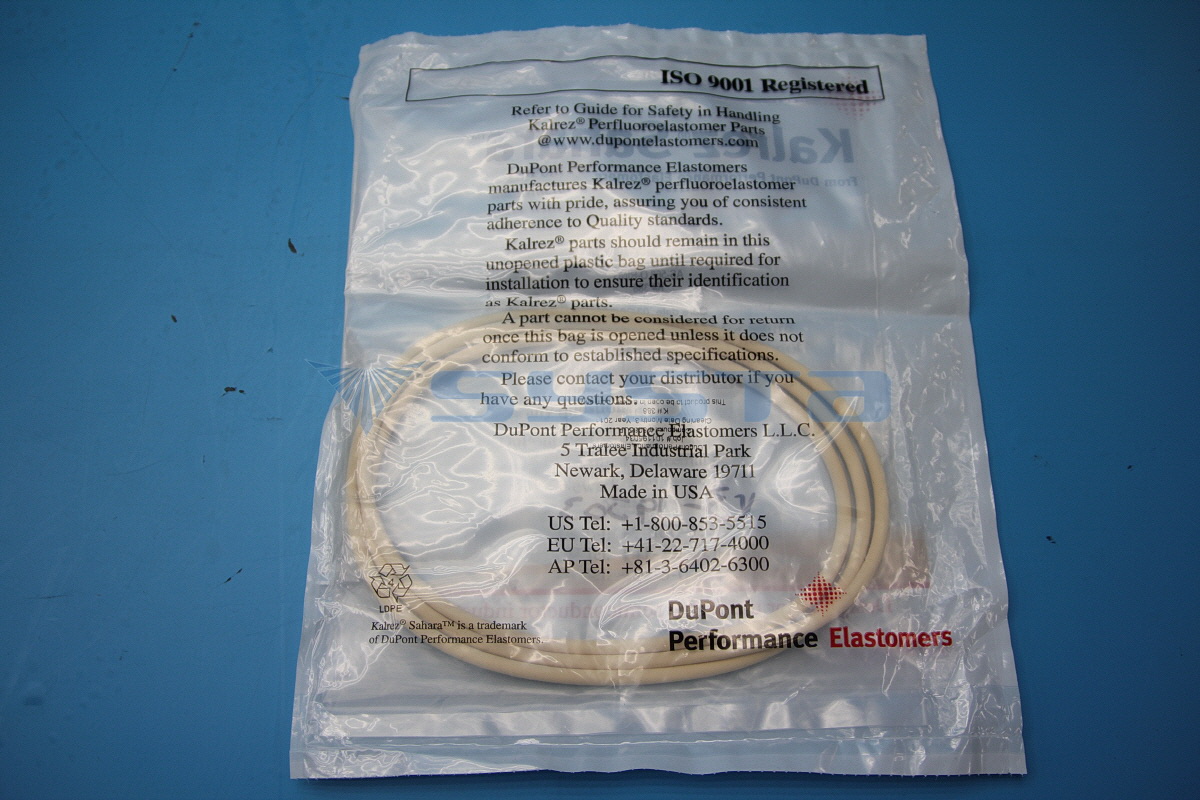 ISO 9001 Registered
Refer to Guide for Safety in Handling
Kalrez® Perfluoroelastomer Parts
@www.dupontelastomers.com
DuPont Performance Elastomers
manufactures Kalrez® perfluoroelastomer
parts with pride, assuring you of consistent
adherence to Quality standards.
Kalrez® parts should remain in this
unopened plastic bag until required for
installation to ensure their identification
as Kalrez® parts.
A part cannot be considered for return
once this bag is opened unless it does not
conform to established specifications.
Please contact your distributor if you
have any questions.
DuPont Performance Elastomers L.L.C.
5 Tralee Industrial Park
Newark, Delaware 19711
Made in USA
US Tel: +1-800-853-5515
EU Tel: +41-22-717-4000
AP Tel: +81-3-6402-6300
LDPE
Kalrez® Sahara™ is a trademark
of DuPont Performance Elastomers.
DuPont
Performance Elastomers